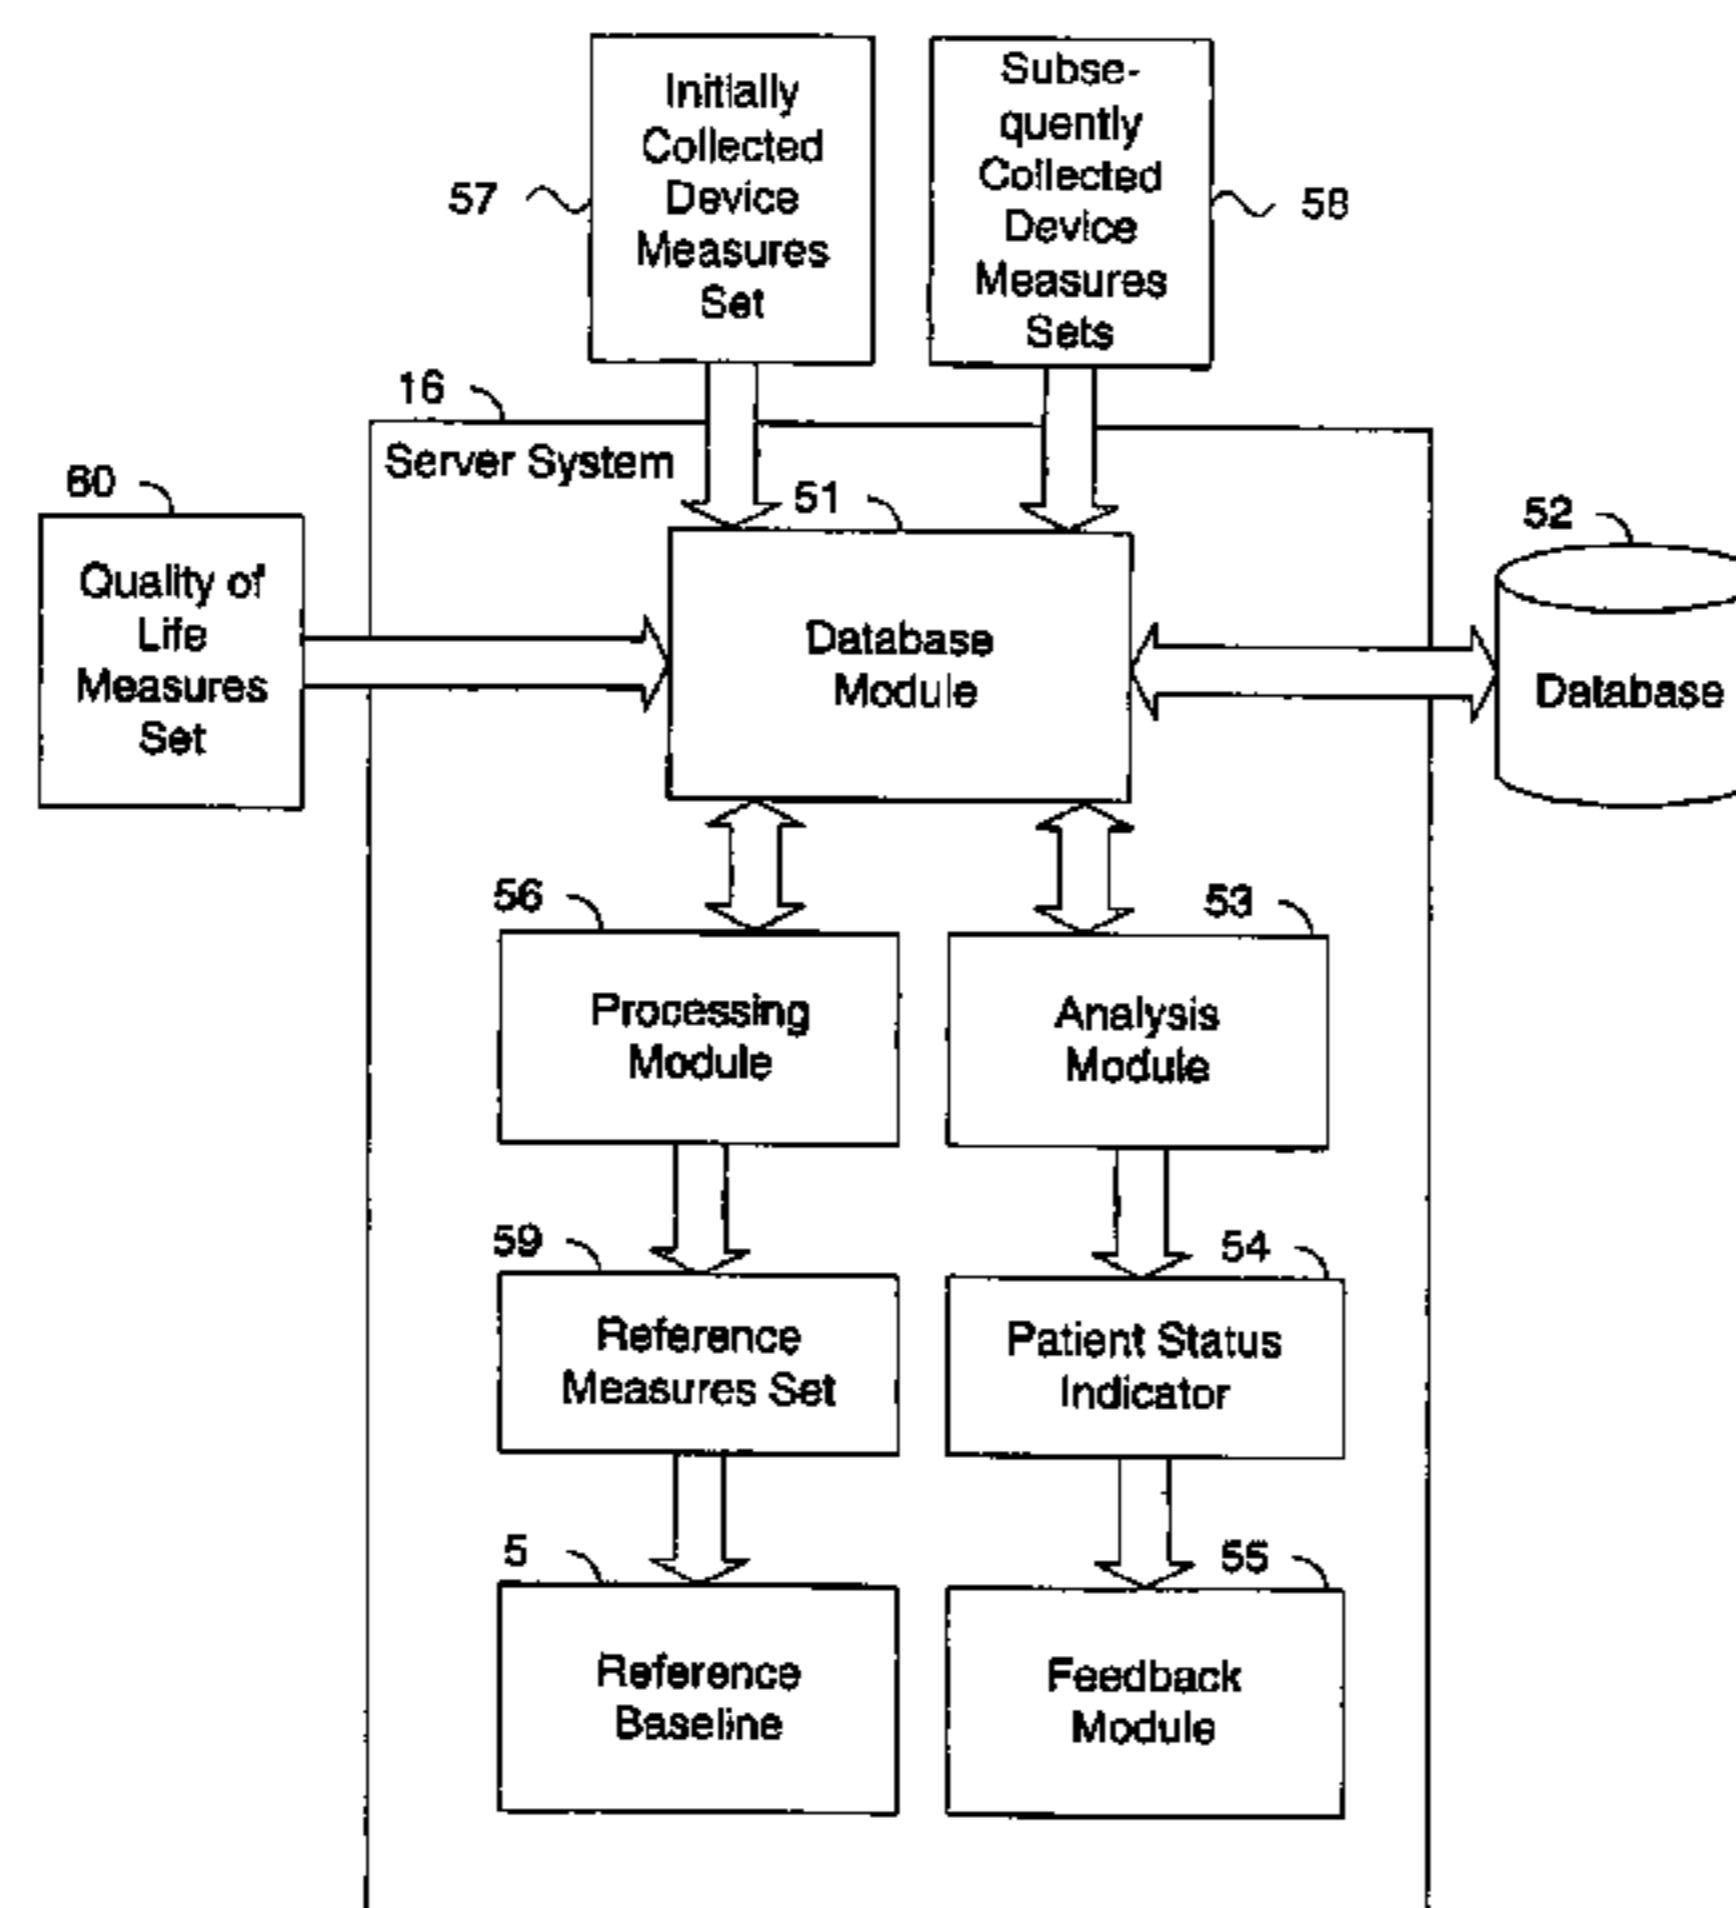 Initially
Collected
Device
Measures
Set
57
Subse-
quently
Collected
Device
Measures
Sets
58
16
Server System
60
Quality of
Life
Measures
Set
51
Database
Module
52
Database
56
Processing
Module
53
Analysis
Module
59
Reference
Measures Set
54
Patient Status
Indicator
5
Reference
Baseline
55
Feedback
Module